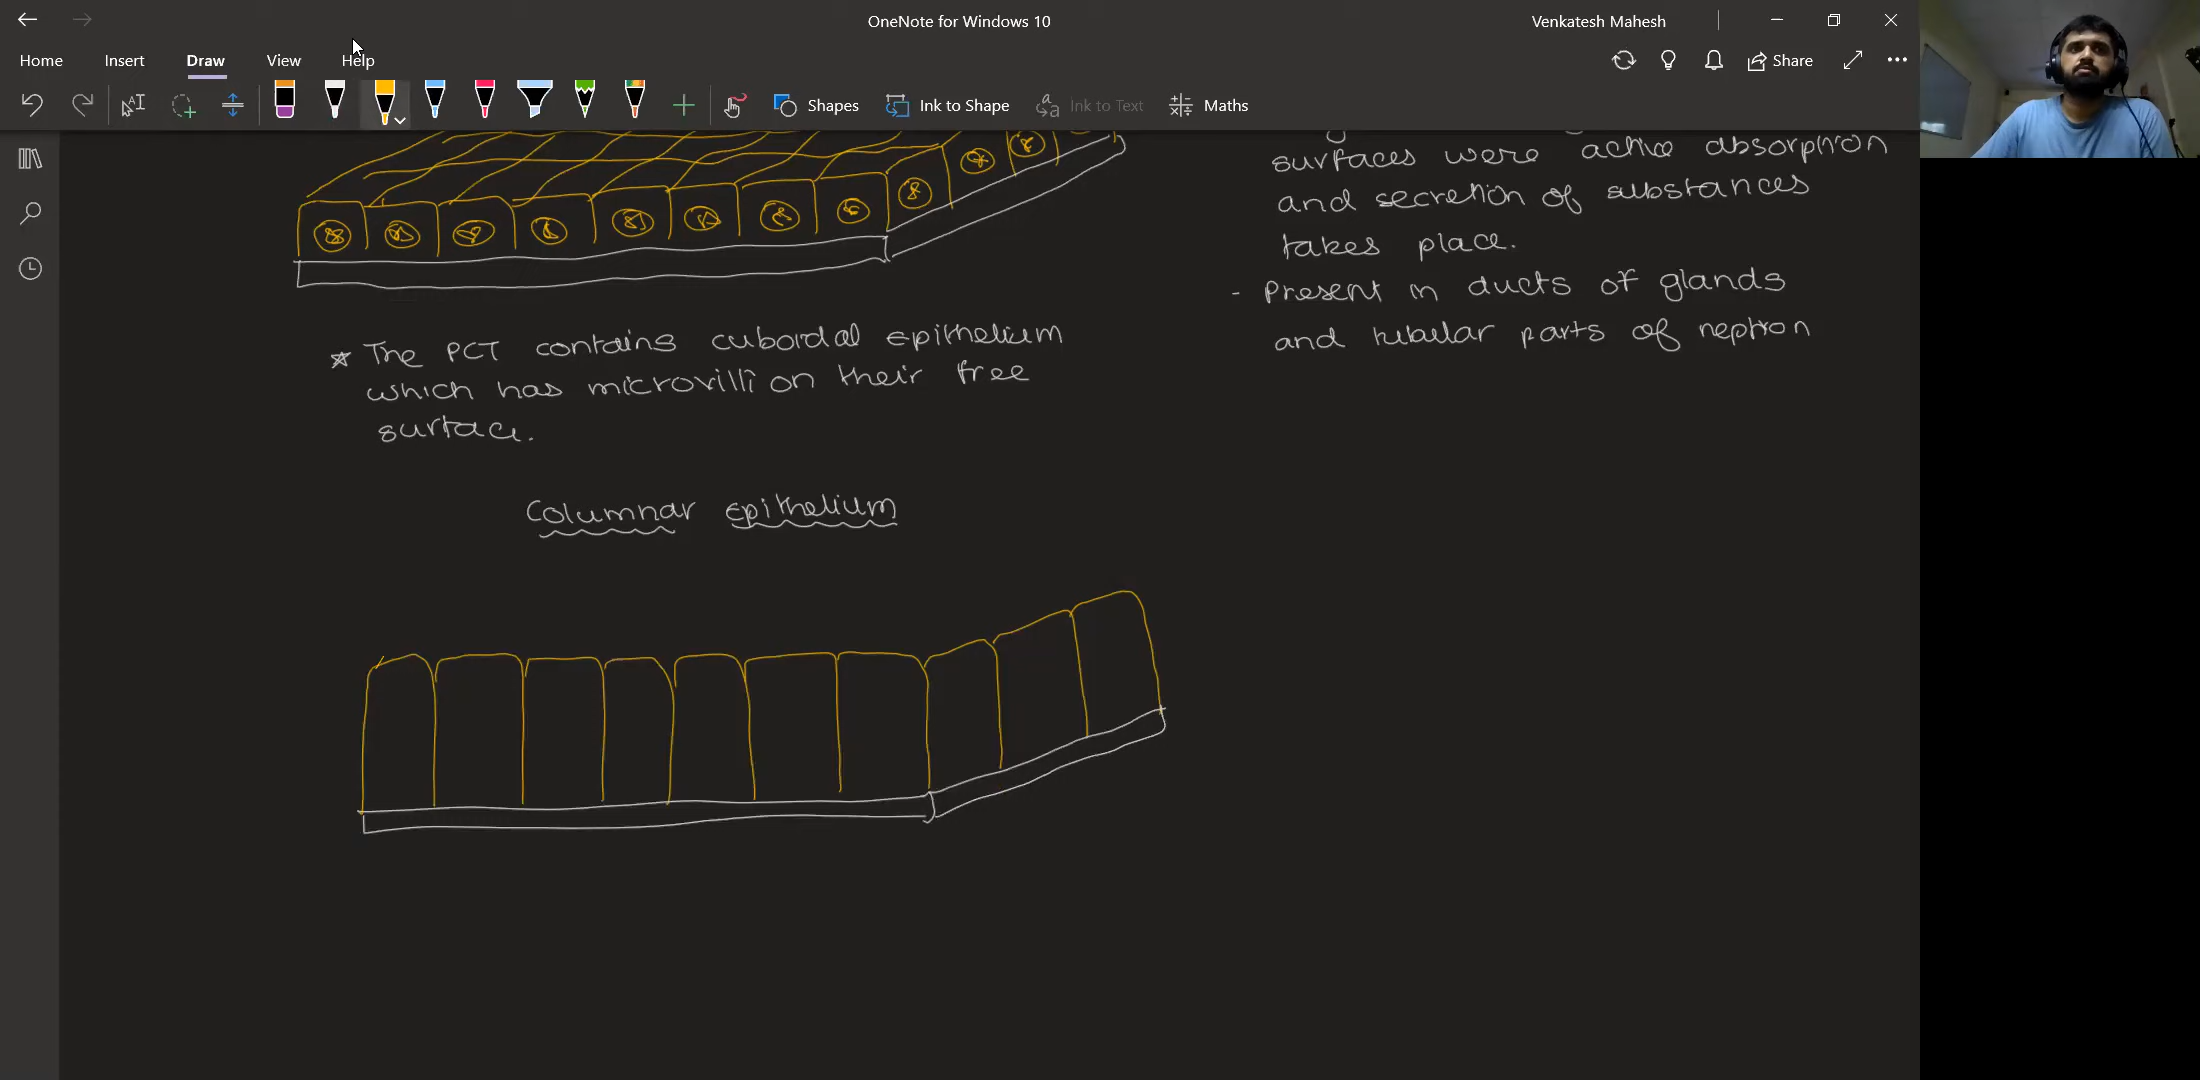 OneNote for Windows 10
Venkatesh Mahesh
Home Insert Draw View Help
Share
Shapes Ink to Shape Ink to Text Maths
surfaces were active absorption
and secretion of substances
takes place.
- Present in ducts of glands
and tubular parts of nephron
* The PCT contains cuboidal epithelium
which has microvilli on their free
surface.
Columnar Epithelium